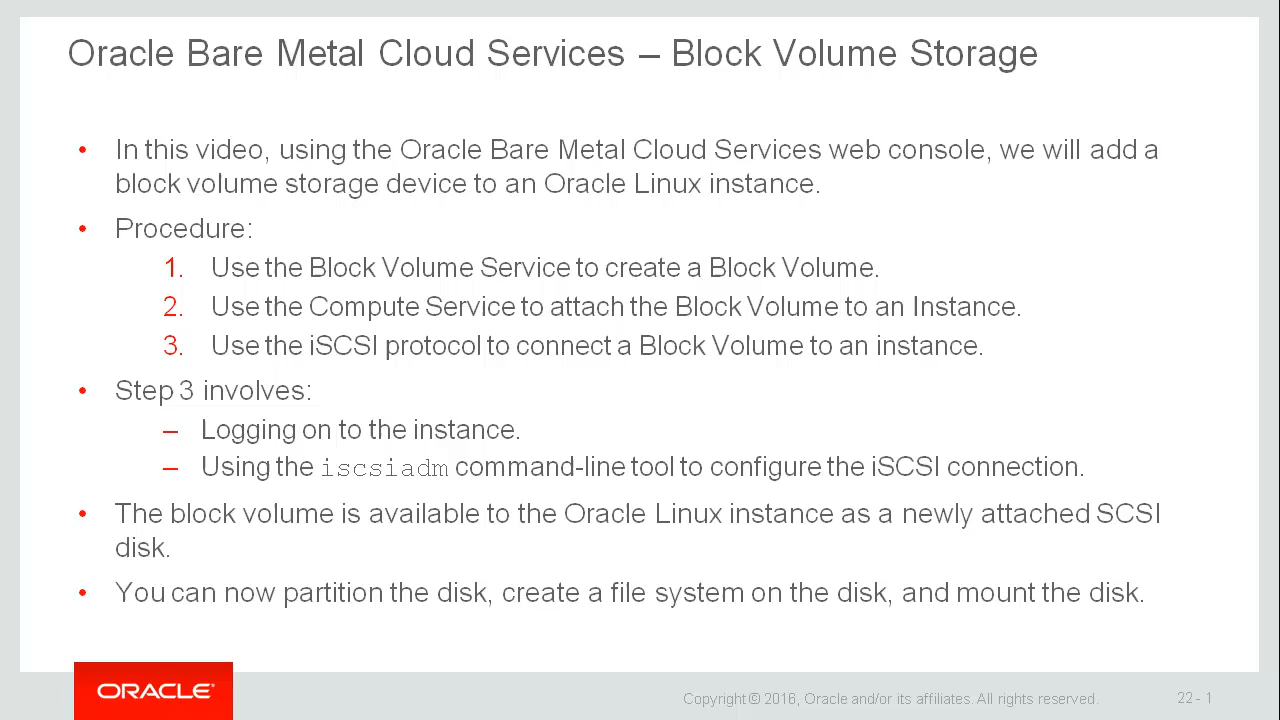 Oracle Bare Metal Cloud Services – Block Volume Storage
• In this video, using the Oracle Bare Metal Cloud Services web console, we will add a
block volume storage device to an Oracle Linux instance.
• Procedure:
1. Use the Block Volume Service to create a Block Volume.
2. Use the Compute Service to attach the Block Volume to an Instance.
3. Use the iSCSI protocol to connect a Block Volume to an instance.
• Step 3 involves:
– Logging on to the instance.
– Using the iscsiadm command-line tool to configure the iSCSI connection.
• The block volume is available to the Oracle Linux instance as a newly attached SCSI
disk.
• You can now partition the disk, create a file system on the disk, and mount the disk.
ORACLE®
Copyright © 2016, Oracle and/or its affiliates. All rights reserved.
22 - 1